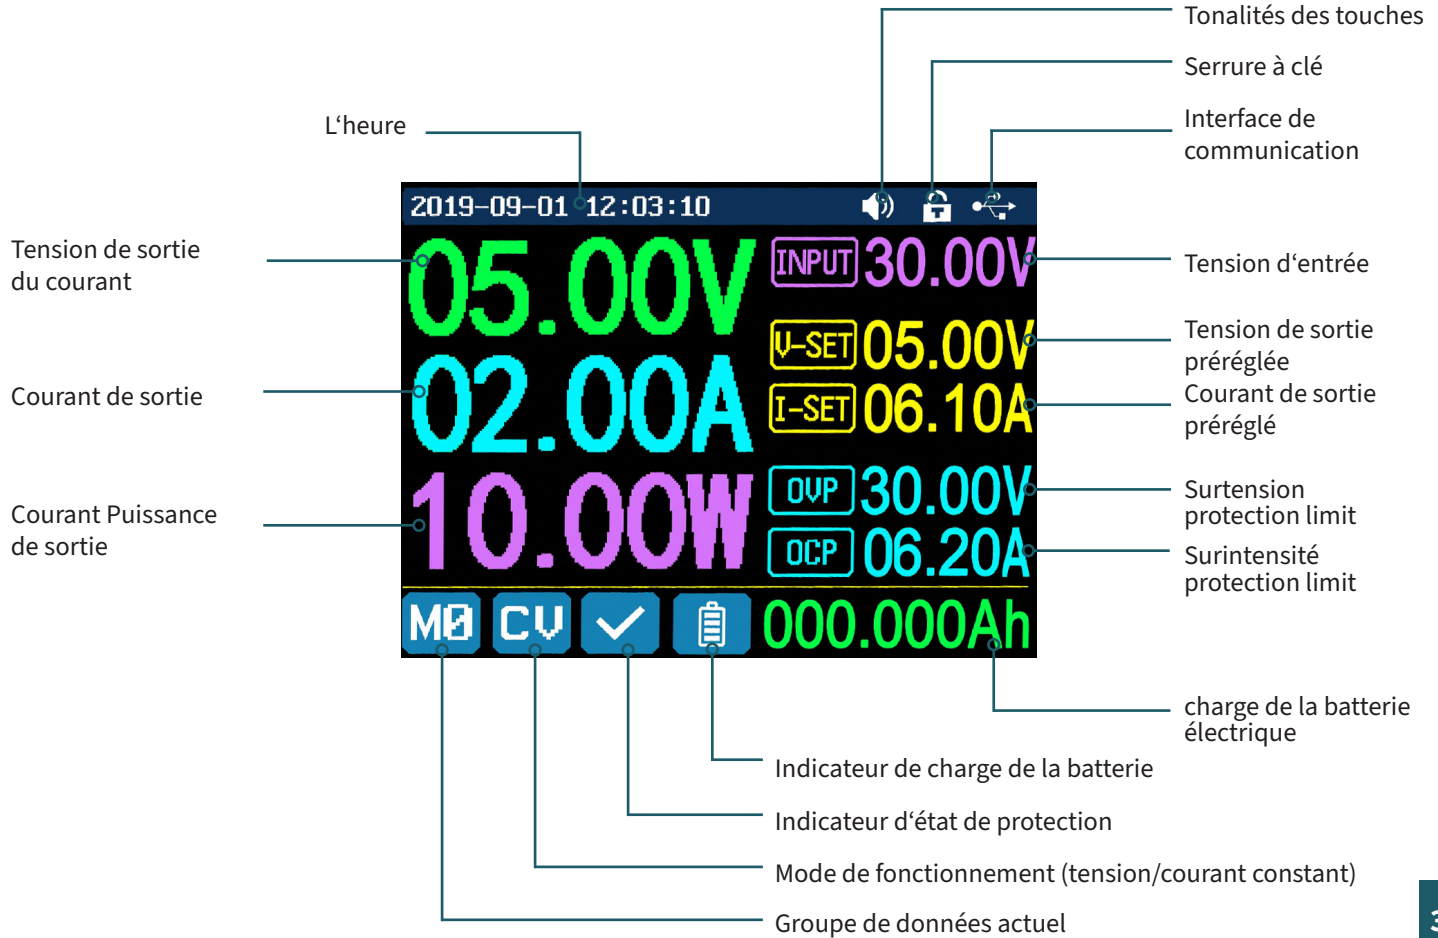 Tonalités des touches
Serrure à clé
Interface de
communication
L‘heure
2019-09-01 12:03:10
Tension de sortie
du courant
05.00V
INPUT 30.00V
Tension d‘entrée
V-SET 05.00V
Tension de sortie
préréglée
Courant de sortie
02.00A
I-SET 06.10A
Courant de sortie
préréglé
Courant Puissance
de sortie
10.00W
OVP 30.00V
Surtension
protection limit
OCP 06.20A
Surintensité
protection limit
M0 CV 000.000Ah
charge de la batterie
électrique
Indicateur de charge de la batterie
Indicateur d‘état de protection
Mode de fonctionnement (tension/courant constant)
Groupe de données actuel